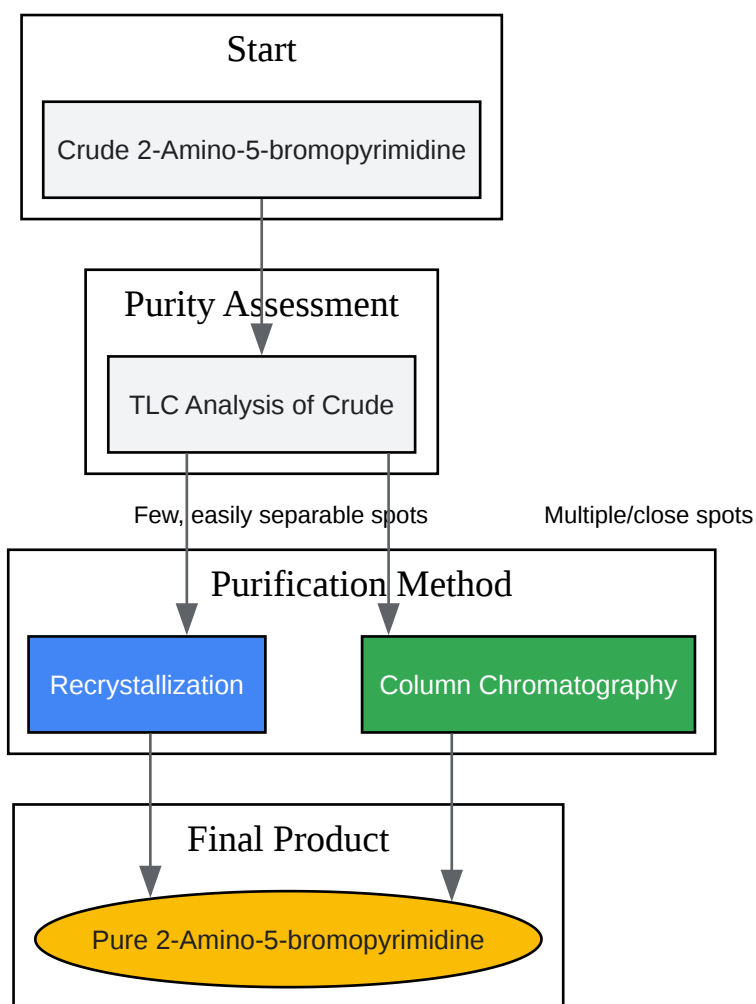 Start
Crude 2-Amino-5-bromopyrimidine
Purity Assessment
TLC Analysis of Crude
Few, easily separable spots
Multiple/close spots
Purification Method
Recrystallization
Column Chromatography
Final Product
Pure 2-Amino-5-bromopyrimidine